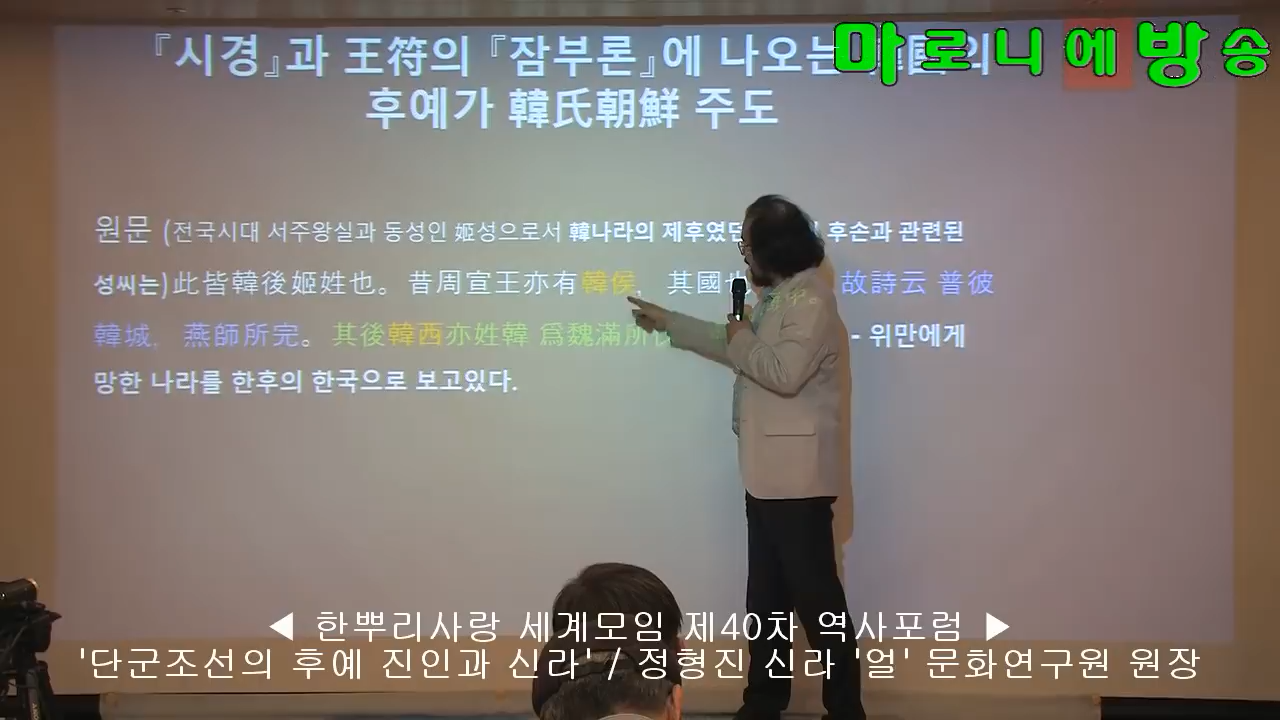 『시경』과 王符의 『잠부론』에 나오는 의
마로니에방송
후예가 韓氏朝鮮 주도
원문 (전국시대 서주왕실과 동성인 姬성으로서 韓나라의 제후였던 후손과 관련된
성씨는)此皆韓後姬姓也。昔周宣王亦有韓侯, 其國也 故詩云 普彼
韓城, 燕師所完。其後韓西亦姓韓 爲魏滿所 - 위만에게
망한 나라를 한후의 한국으로 보고있다.
◀ 한뿌리사랑 세계모임 제40차 역사포럼 ▶
'단군조선의 후예 진인과 신라' / 정형진 신라 '얼' 문화연구원 원장